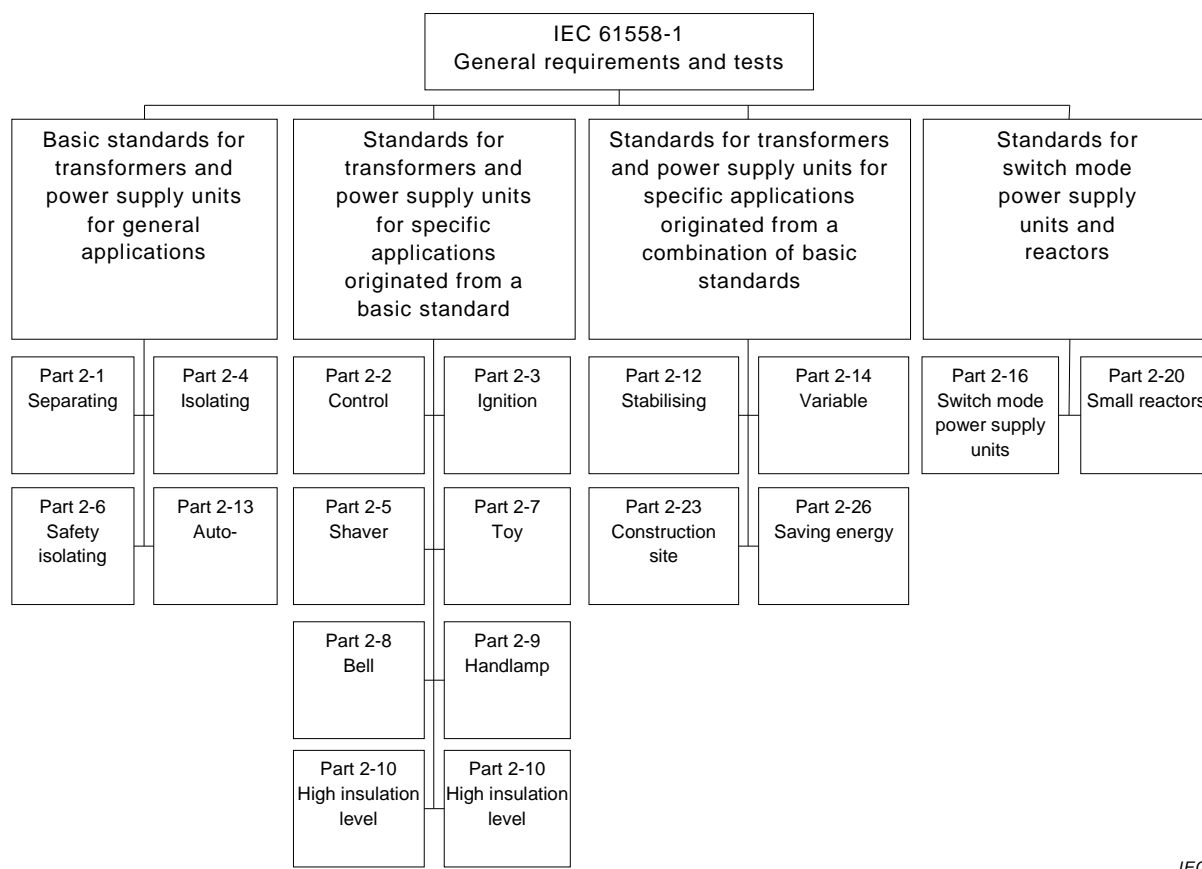 IEC 61558-1
General requirements and tests
Basic standards for
transformers and
power supply units
for general
applications
Standards for
transformers and
power supply units
for specific
applications
originated from a
basic standard
Standards for transformers
and power supply units for
specific applications
originated from a
combination of basic
standards
Standards for
switch mode
power supply
units and
reactors
Part 2-1
Separating
Part 2-4
Isolating
Part 2-2
Control
Part 2-3
Ignition
Part 2-12
Stabilising
Part 2-14
Variable
Part 2-16
Switch mode
power supply
units
Part 2-20
Small reactors
Part 2-6
Safety
isolating
Part 2-13
Auto-
Part 2-5
Shaver
Part 2-7
Toy
Part 2-23
Construction
site
Part 2-26
Saving energy
Part 2-8
Bell
Part 2-9
Handlamp
Part 2-10
High insulation
level
Part 2-10
High insulation
level
IEC